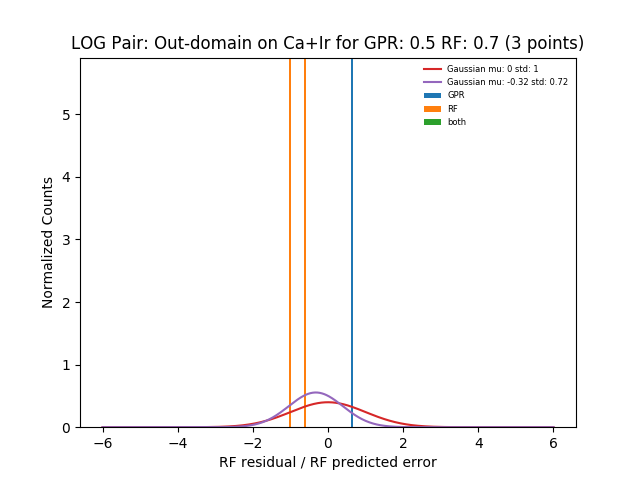 LOG Pair: Out-domain on Ca+Ir for GPR: 0.5 RF: 0.7 (3 points)
Gaussian mu: 0 std: 1
Gaussian mu: -0.32 std: 0.72
GPR
RF
both
Normalized Counts
5
4
3
2
1
0
−6 −4 −2 0 2 4 6
RF residual / RF predicted error